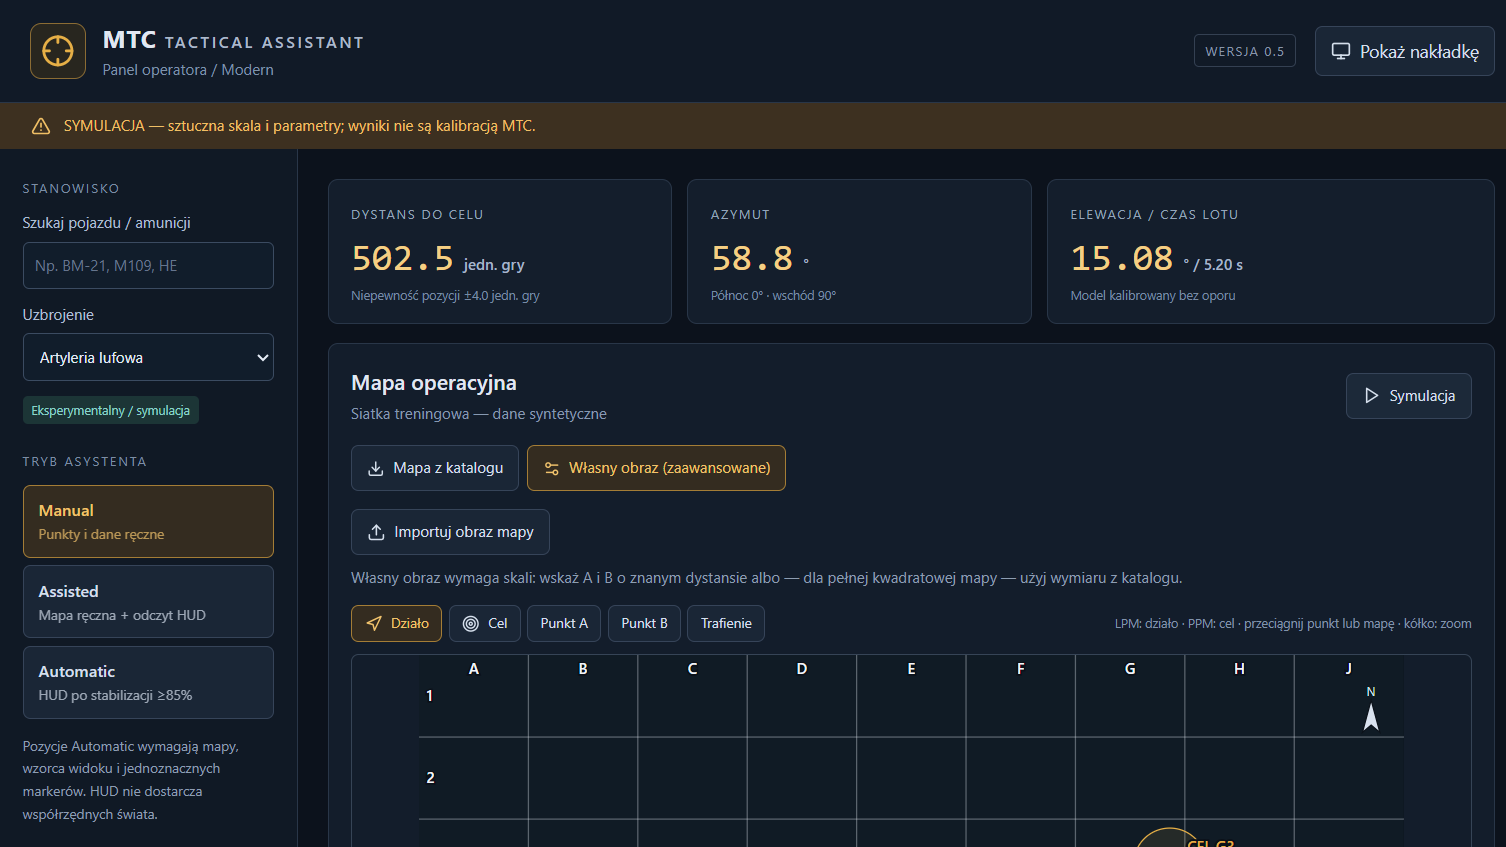 MTC TACTICAL ASSISTANT
Panel operatora / Modern
WERSJA 0.5
Pokaż nakładkę
SYMULACJA — sztuczna skala i parametry; wyniki nie są kalibracją MTC.
STANOWISKO
Szukaj pojazdu / amunicji
Np. BM-21, M109, HE
Uzbrojenie
Artyleria lufowa
Eksperymentalny / symulacja
TRYB ASYSTENTA
Manual
Punkty i dane ręczne
Assisted
Mapa ręczna + odczyt HUD
Automatic
HUD po stabilizacji ≥85%
Pozycje Automatic wymagają mapy,
wzorca widoku i jednoznacznych
markerów. HUD nie dostarcza
współrzędnych świata.
DYSTANS DO CELU
502.5 jedn. gry
Niepewność pozycji ±4.0 jedn. gry
AZYMUT
58.8 °
Północ 0° · wschód 90°
ELEWACJA / CZAS LOTU
15.08 ° / 5.20 s
Model kalibrowany bez oporu
Mapa operacyjna
Siatka treningowa — dane syntetyczne
Symulacja
Mapa z katalogu
Własny obraz (zaawansowane)
Importuj obraz mapy
Własny obraz wymaga skali: wskaż A i B o znanym dystansie albo — dla pełnej kwadratowej mapy — użyj wymiaru z katalogu.
Działo
Cel
Punkt A
Punkt B
Trafienie
LPM: działo · PPM: cel · przeciągnij punkt lub mapę · kółko: zoom
A B C D E F G H J
1
N
2
CEL G3